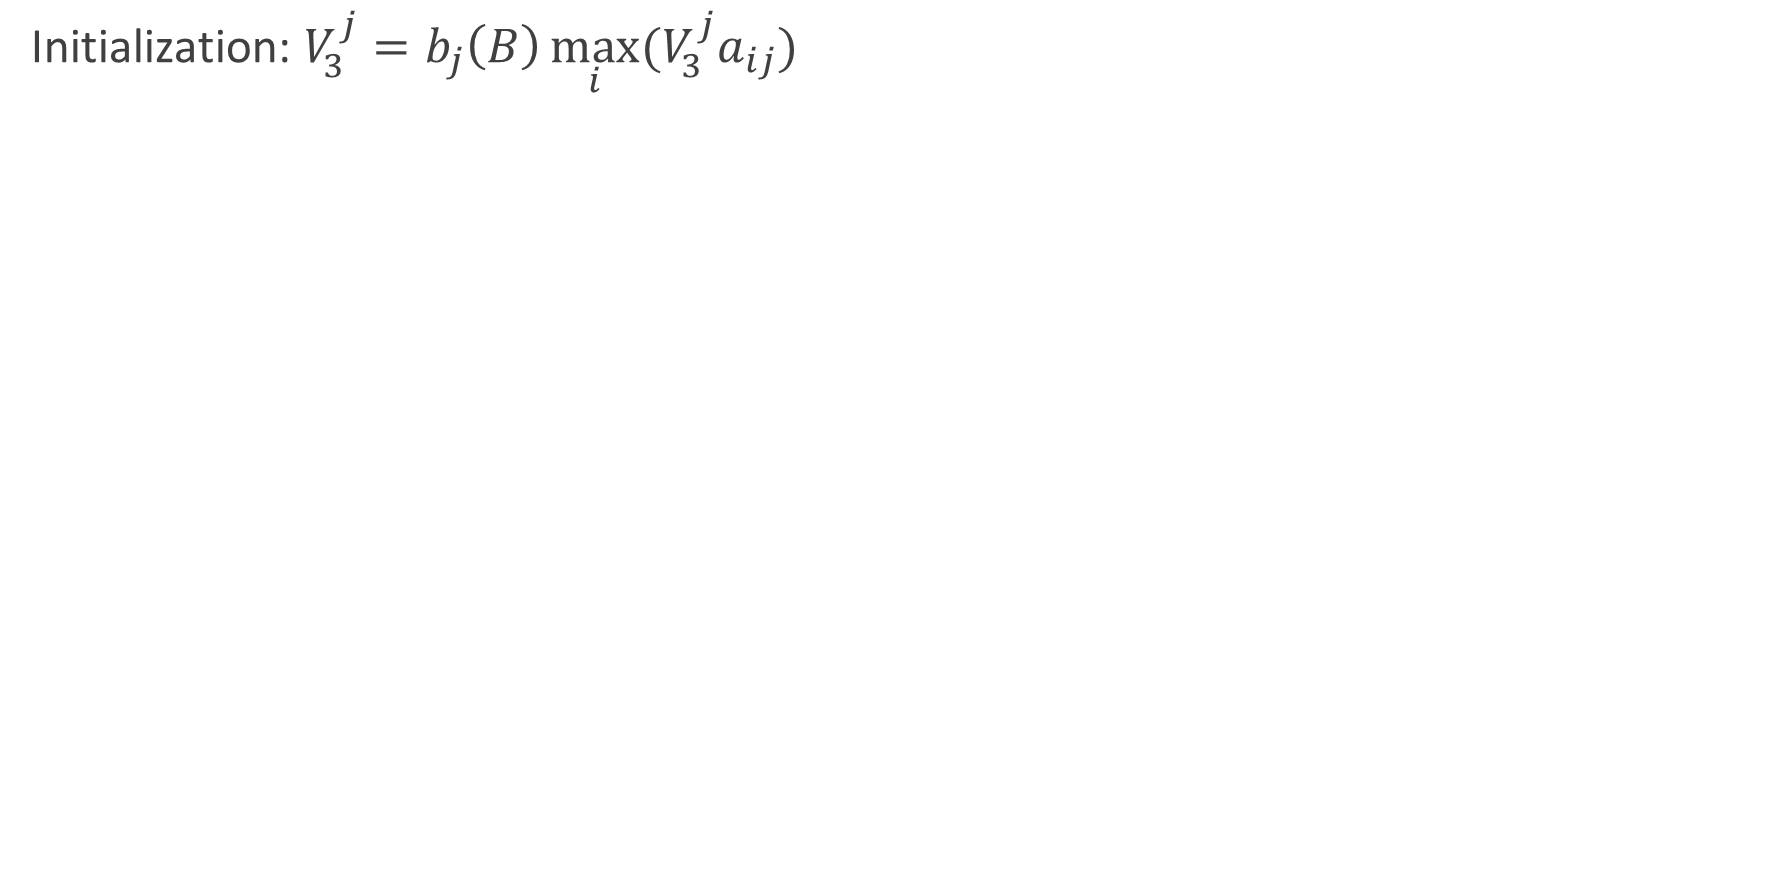 Initialization: $V_3^j = b_j(B) \max_i(V_3^j a_{ij})$